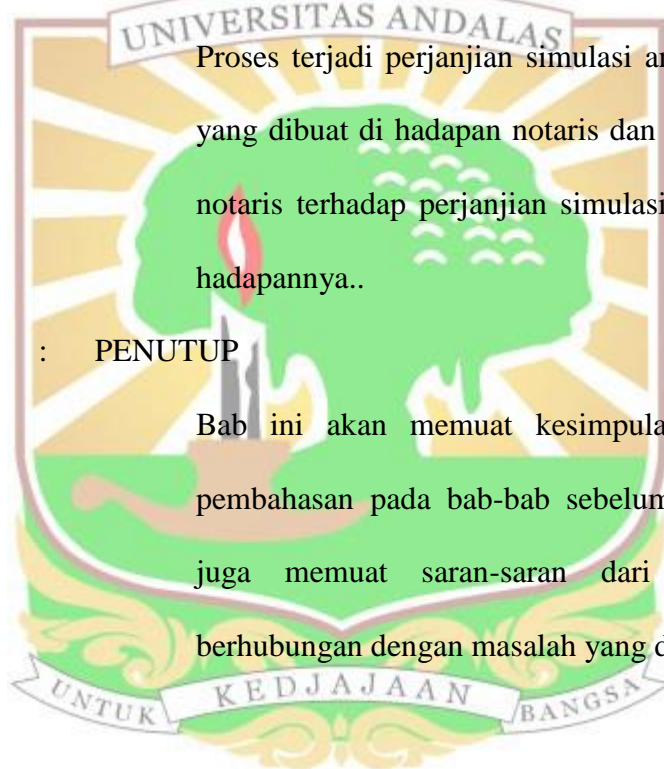 UNIVERSITAS ANDALAS
Proses terjadi perjanjian simulasi
yang dibuat di hadapan notaris dan
notaris terhadap perjanjian simulasi
hadapannya..
: PENUTUP
Bab ini akan memuat
pembahasan pada bab-bab
juga memuat saran-saran dari
berhubungan dengan masalah yang
UNTUK KEDJAJAAN BANGSA